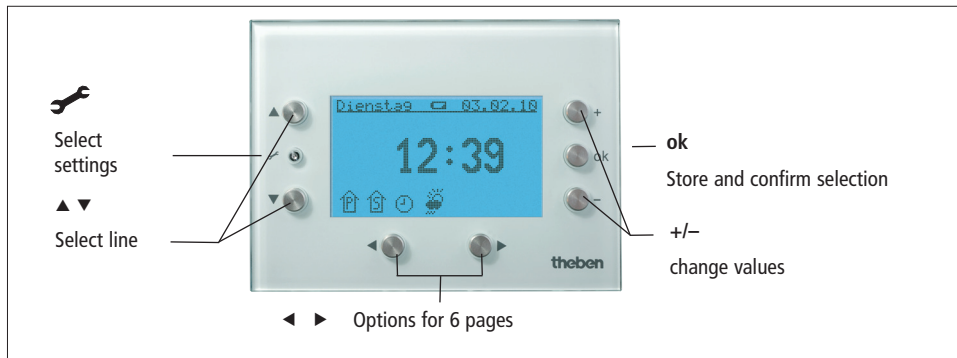 Select
settings
▲ ▼
Select line
▲
▼
Dienstag 03.02.10
12:39
P S
+
ok
–
◄ ►
theben
ok
Store and confirm selection
+/–
change values
◄ ► Options for 6 pages